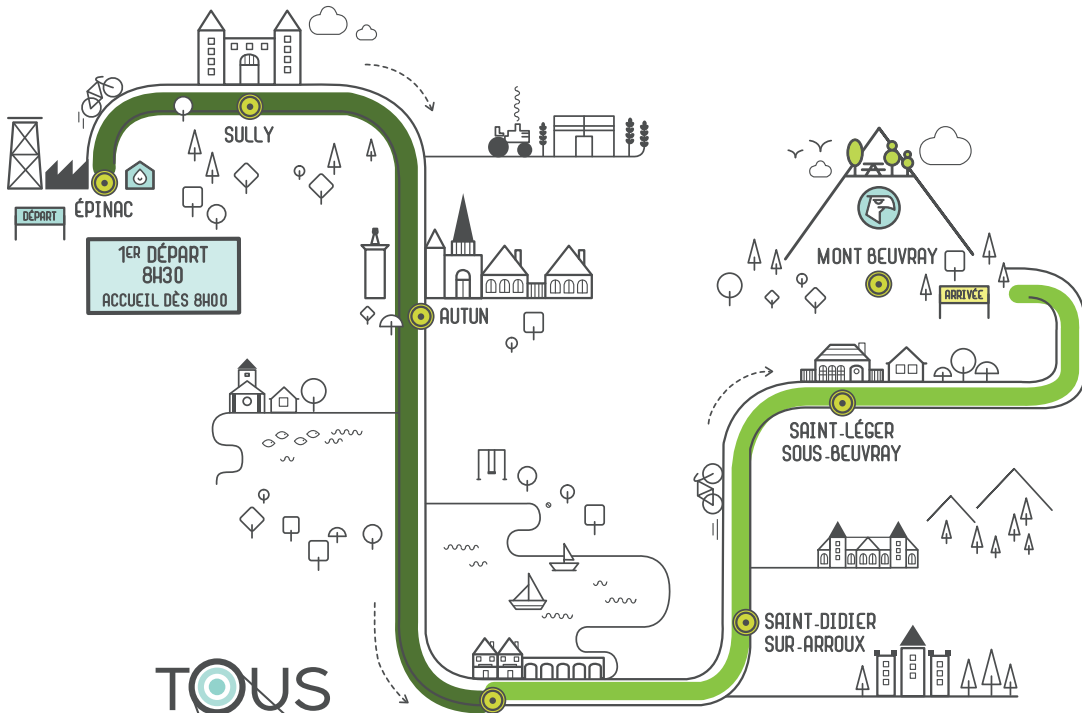 SULLY
DÉPART
ÉPINAC
1ER DÉPART
8H30
ACCUEIL DÈS 8H00
AUTUN
MONT BEUVRAY
ARRIVÉE
SAINT-LÉGER
SOUS-BEUVRAY
SAINT-DIDIER
SUR-ARROUX
TOUS